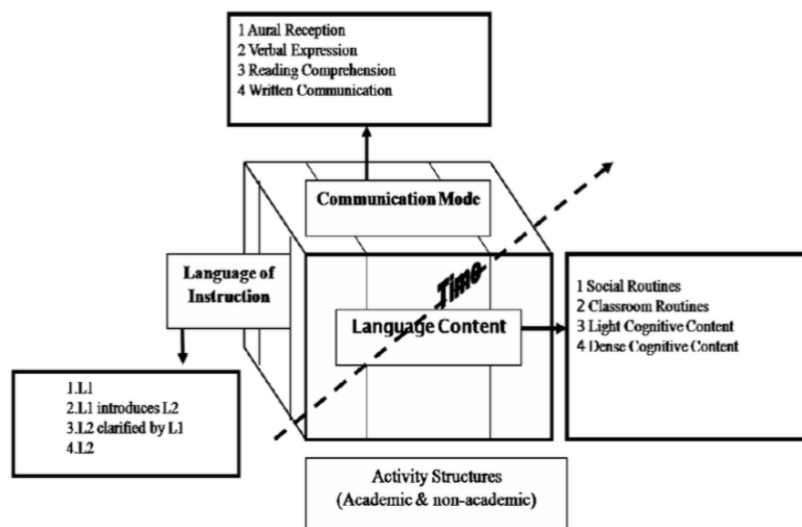 1 Aural Reception
2 Verbal Expression
3 Reading Comprehension
4 Written Communication
Communication Mode
Language of
Instruction
Time
Language Content
1 Social Routines
2 Classroom Routines
3 Light Cognitive Content
4 Dense Cognitive Content
1.L1
2.L1 introduces L2
3.L2 clarified by L1
4.L2
Activity Structures
(Academic & non-academic)